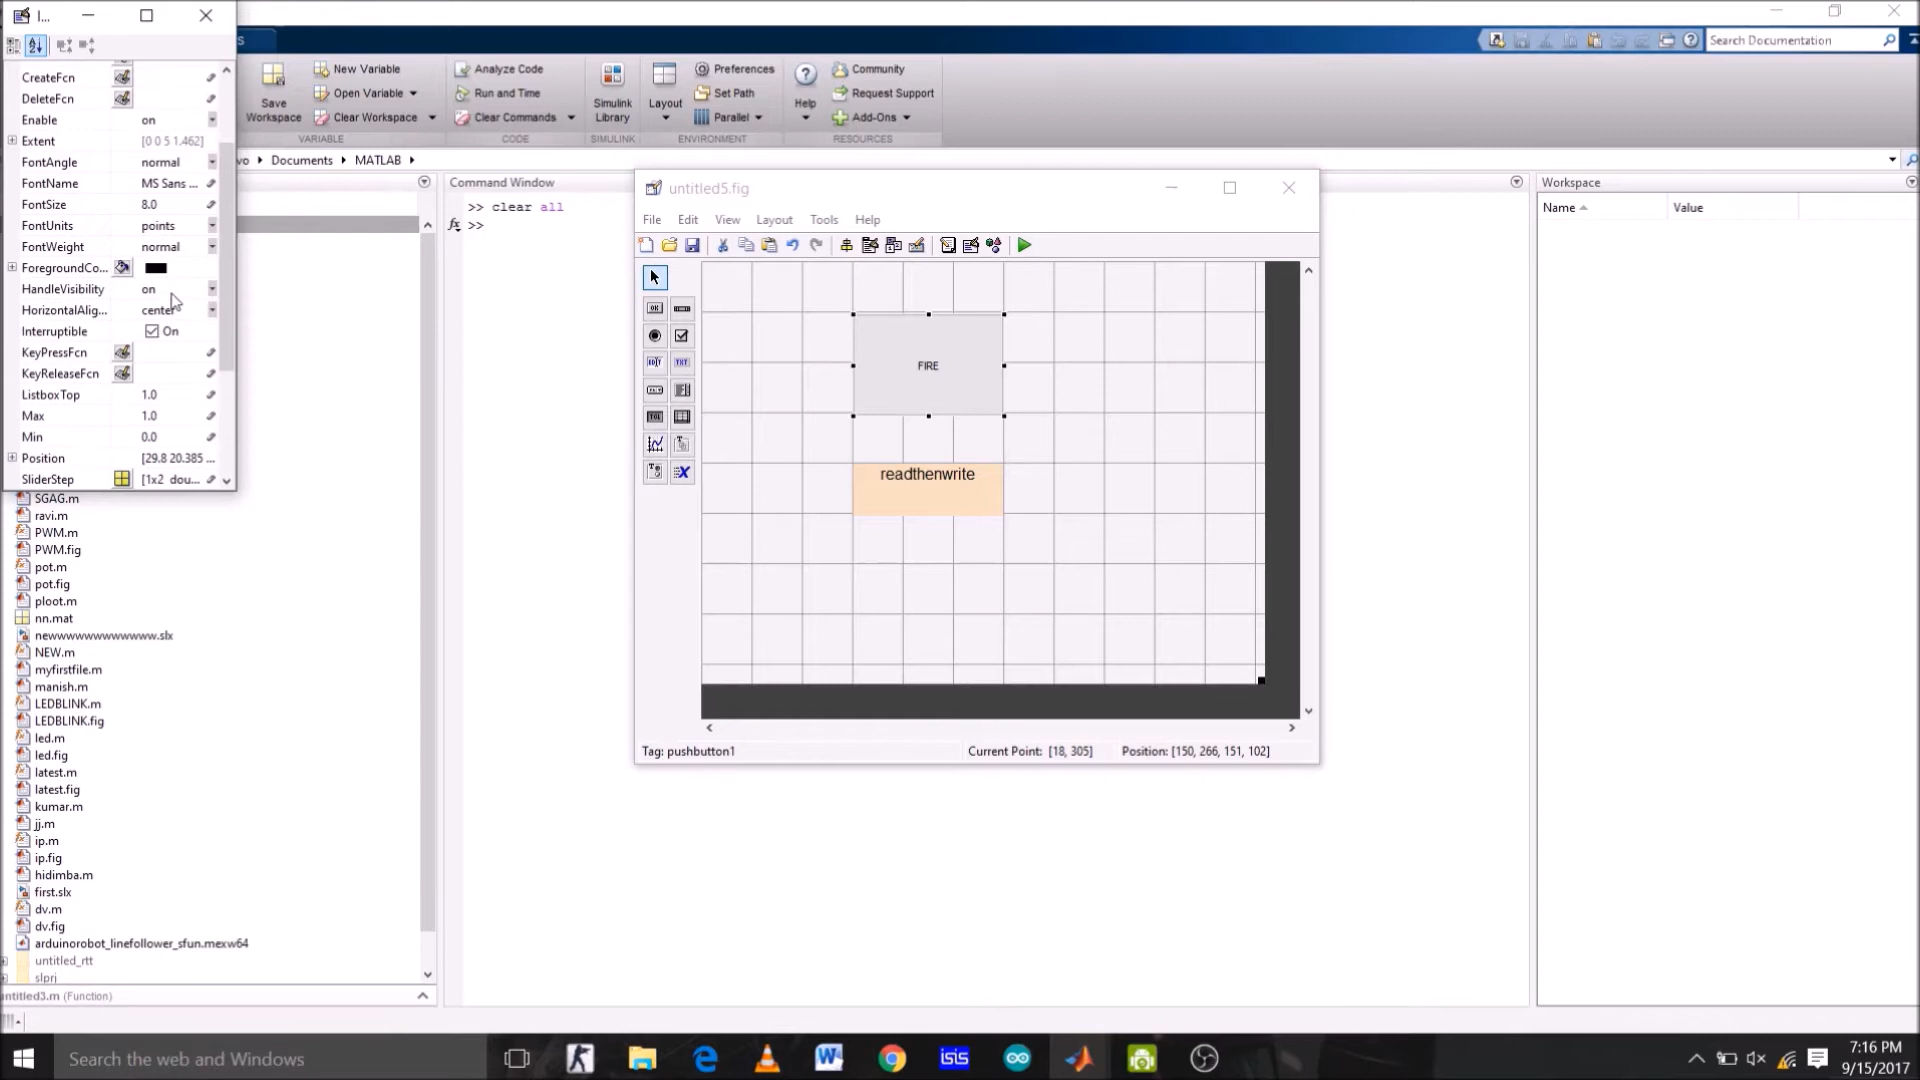 I...
S
Search Documentation
New Variable
Open Variable
Clear Workspace
Save
Workspace
VARIABLE
Analyze Code
Run and Time
Clear Commands
CODE
Simulink
Library
SIMULINK
Layout
Preferences
Set Path
Parallel
ENVIRONMENT
Help
Community
Request Support
Add-Ons
RESOURCES
vo
Documents
MATLAB
CreateFcn
DeleteFcn
Enable on
Extent [0 0 5 1.462]
FontAngle normal
FontName MS Sans ...
FontSize 8.0
FontUnits points
FontWeight normal
ForegroundCo...
HandleVisibility on
HorizontalAlig... center
Interruptible On
KeyPressFcn
KeyReleaseFcn
ListboxTop 1.0
Max 1.0
Min 0.0
Position [29.8 20.385 ...
SliderStep [1x2 dou...
SGAG.m
ravi.m
PWM.m
PWM.fig
pot.m
pot.fig
ploot.m
nn.mat
newwwwwwwwwwwww.slx
NEW.m
myfirstfile.m
manish.m
LEDBLINK.m
LEDBLINK.fig
led.m
led.fig
latest.m
latest.fig
kumar.m
jj.m
ip.m
ip.fig
hidimba.m
first.slx
dv.m
dv.fig
arduinorobot_linefollower_sfun.mexw64
untitled_rtt
slprj
untitled3.m (Function)
Command Window
>> clear all
fx >>
untitled5.fig
File Edit View Layout Tools Help
OK
EDIT TXT
TGL
FIRE
readthenwrite
Tag: pushbutton1 Current Point: [18, 305] Position: [150, 266, 151, 102]
Workspace
Name Value
Search the web and Windows
isis
7:16 PM
9/15/2017